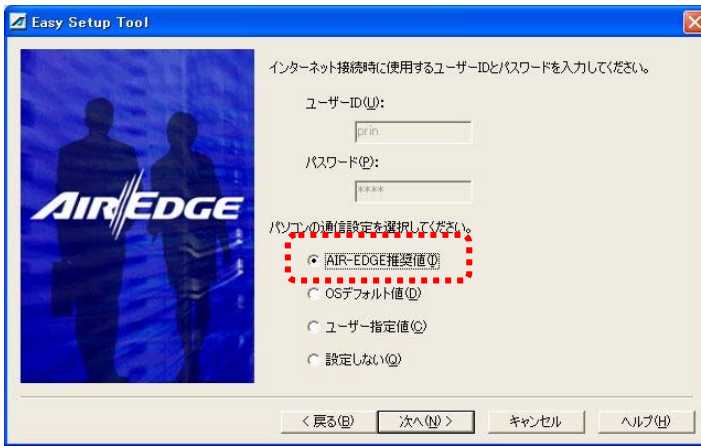 Easy Setup Tool
インターネット接続時に使用するユーザーIDとパスワードを入力してください。
ユーザーID(U):
prin
パスワード(P):
****
AIR EDGE
パソコンの通信設定を選択してください。
AIR-EDGE推奨値(I)
OSデフォルト値(D)
ユーザー指定値(C)
設定しない(Q)
< 戻る(B)
次へ(N) >
キャンセル
ヘルプ(H)